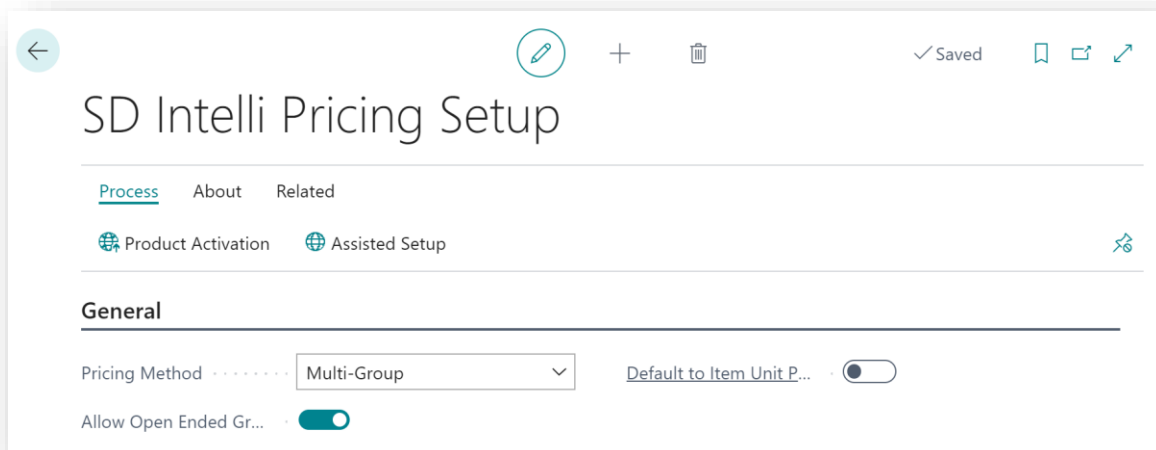 Saved
SD Intelli Pricing Setup
Process About Related
Product Activation Assisted Setup
General
Pricing Method Multi-Group Default to Item Unit P...
Allow Open Ended Gr...